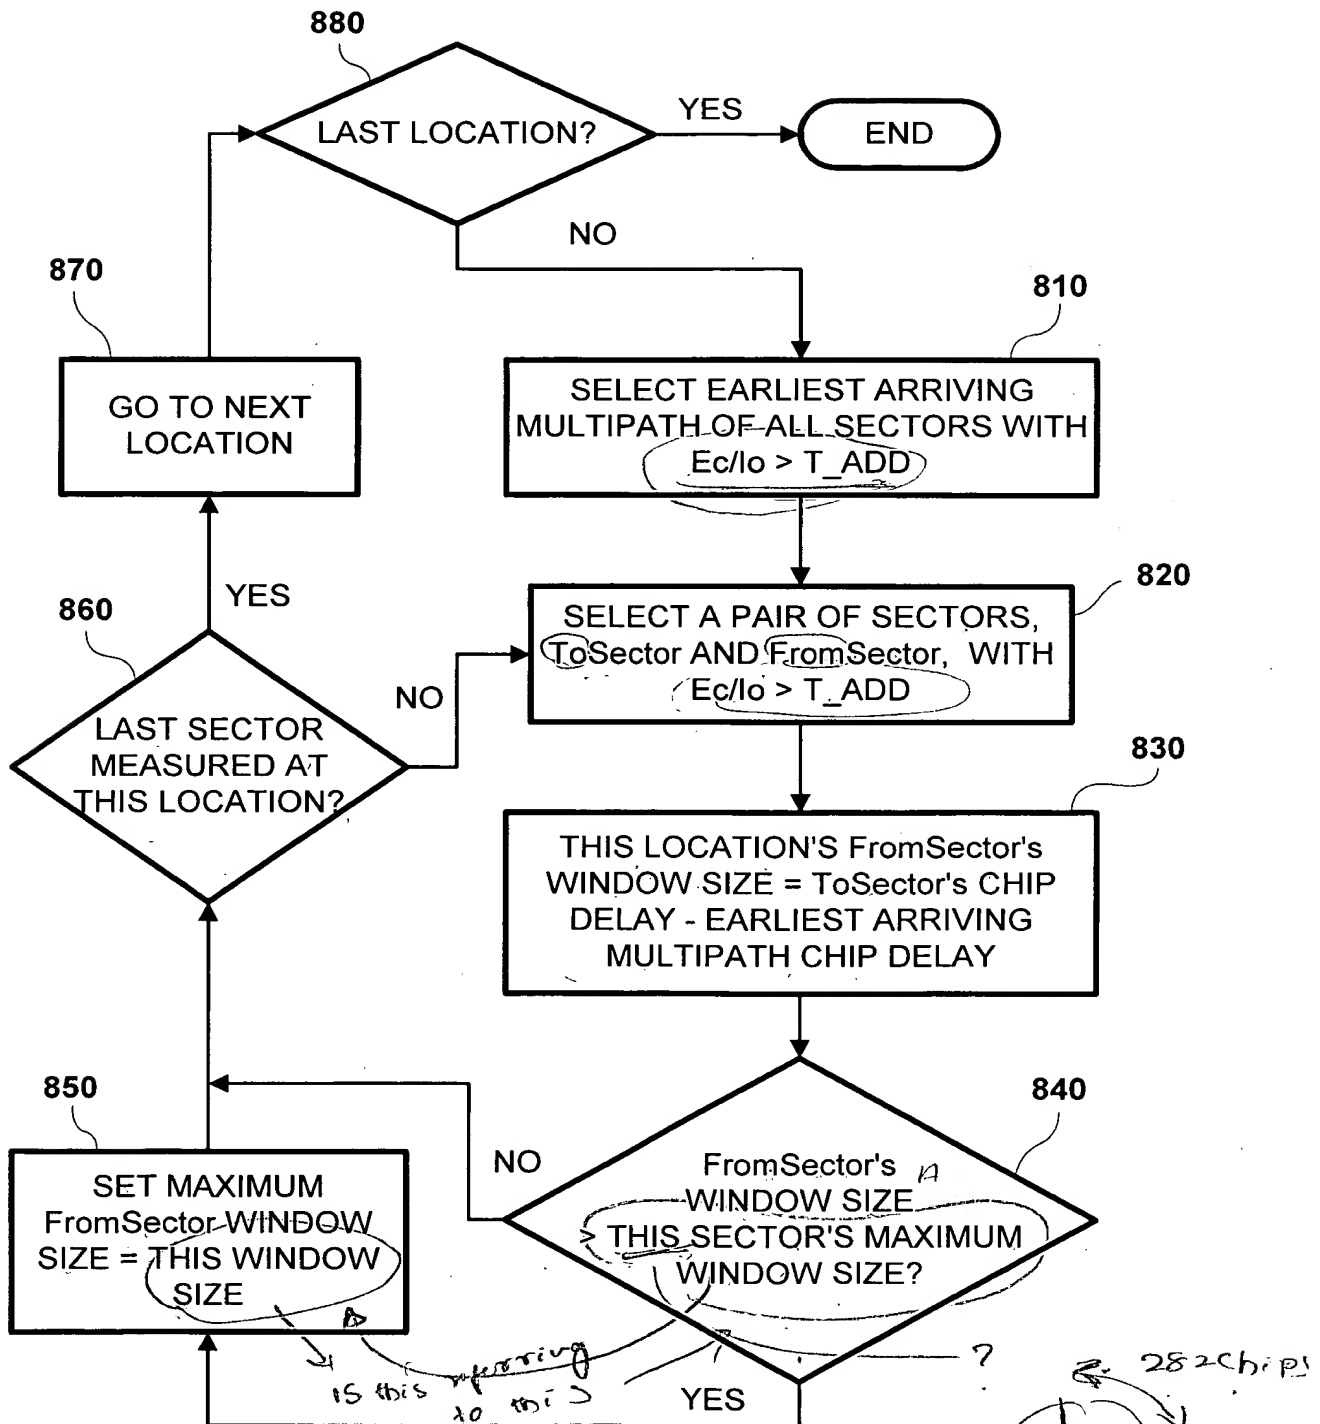 880
LAST LOCATION?
YES
END
NO
870
810
GO TO NEXT
LOCATION
SELECT EARLIEST ARRIVING
MULTIPATH OF ALL SECTORS WITH
Ec/Io > T_ADD
820
SELECT A PAIR OF SECTORS,
ToSector AND FromSector, WITH
Ec/Io > T_ADD
860
YES
NO
LAST SECTOR
MEASURED AT
THIS LOCATION?
830
THIS LOCATION'S FromSector's
WINDOW SIZE = ToSector's CHIP
DELAY - EARLIEST ARRIVING
MULTIPATH CHIP DELAY
850
840
NO
SET MAXIMUM
FromSector WINDOW
SIZE = THIS WINDOW
SIZE
FromSector's
WINDOW SIZE A
> THIS SECTOR'S MAXIMUM
WINDOW SIZE?
A
is this referring
to this
?
YES
282 Chips